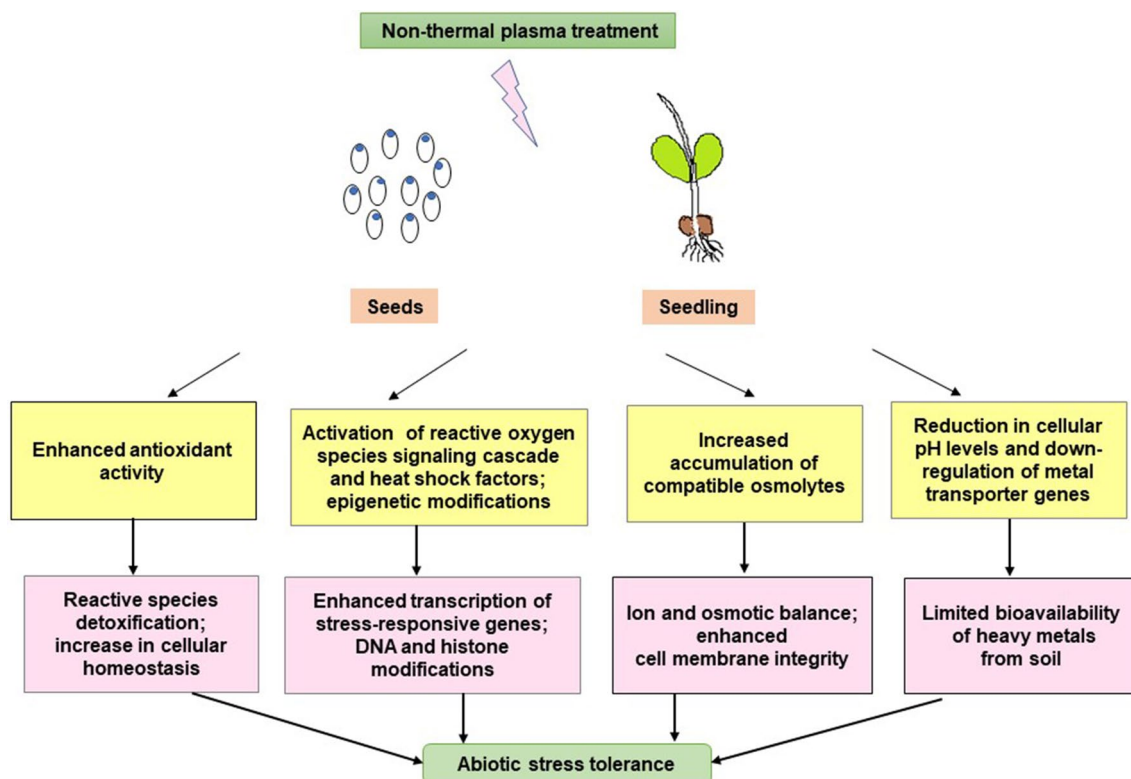 Non-thermal plasma treatment
Seeds
Seedling
Enhanced antioxidant
activity
Activation of reactive oxygen
species signaling cascade
and heat shock factors;
epigenetic modifications
Increased
accumulation of
compatible osmolytes
Reduction in cellular
pH levels and down-
regulation of metal
transporter genes
Reactive species
detoxification;
increase in cellular
homeostasis
Enhanced transcription of
stress-responsive genes;
DNA and histone
modifications
Ion and osmotic balance;
enhanced
cell membrane integrity
Limited bioavailability
of heavy metals
from soil
Abiotic stress tolerance